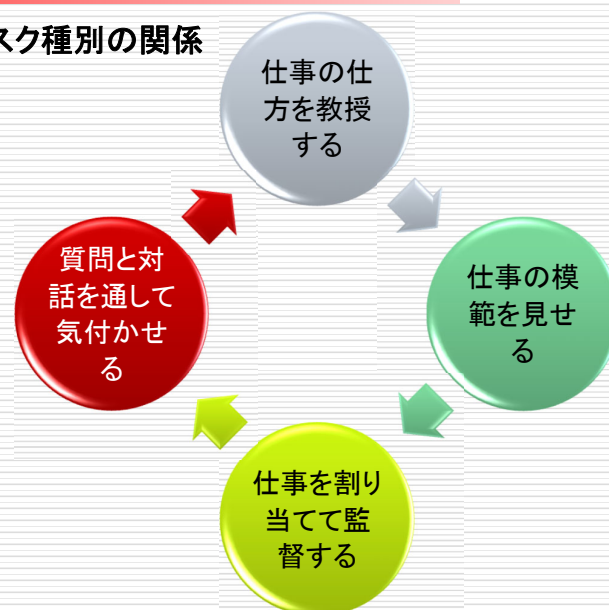 スク種別の関係
仕事の仕
方を教授
する
質問と対
話を通して
気付かせ
る
仕事の模
範を見せ
る
仕事を割り
当てて監
督する